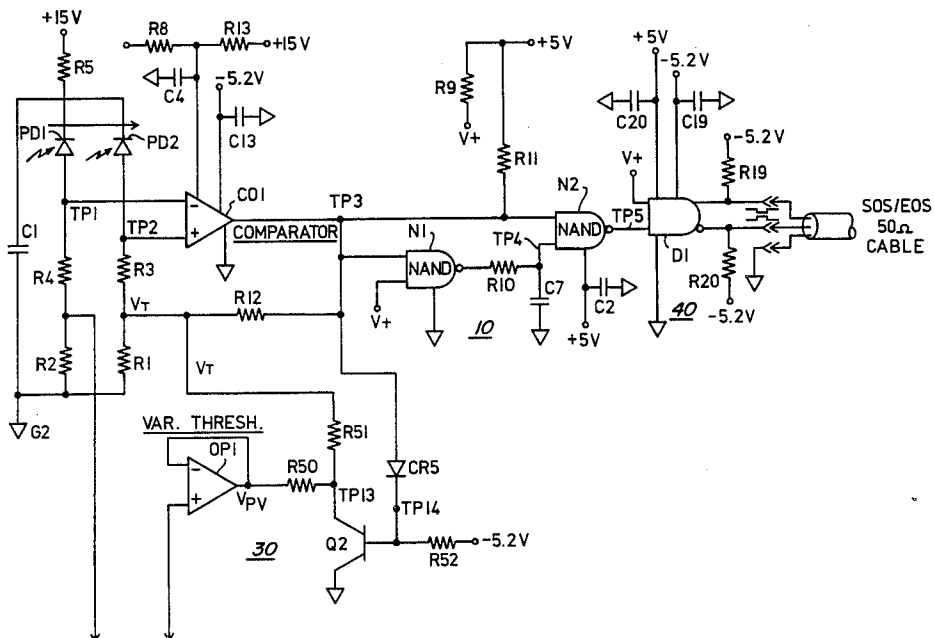 +15V
R8
R13
+15V
R5
C4
-5.2V
C13
PD1
PD2
TP1
TP2
CO1
COMPARATOR
TP3
C1
R4
R3
VT
R12
R2
R1
VT
G2
+5V
R9
V+
R11
N1
NAND
V+
R10
10
TP4
C7
N2
NAND
C2
+5V
TP5
+5V
-5.2V
C20
C19
V+
D1
40
-5.2V
R19
R20
-5.2V
SOS/EOS
50Ω
CABLE
VAR. THRESH.
OP1
VPV
R50
R51
TP13
CR5
TP14
Q2
R52
-5.2V
30